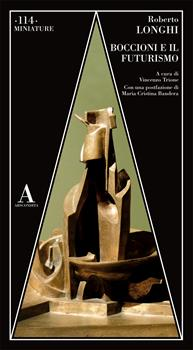 ·114·
MINIATURE
Roberto
LONGHI
BOCCIONI E IL
FUTURISMO
A cura di
Vincenzo Trione
Con una postfazione di
Maria Cristina Bandera
A
ABSCONDITA